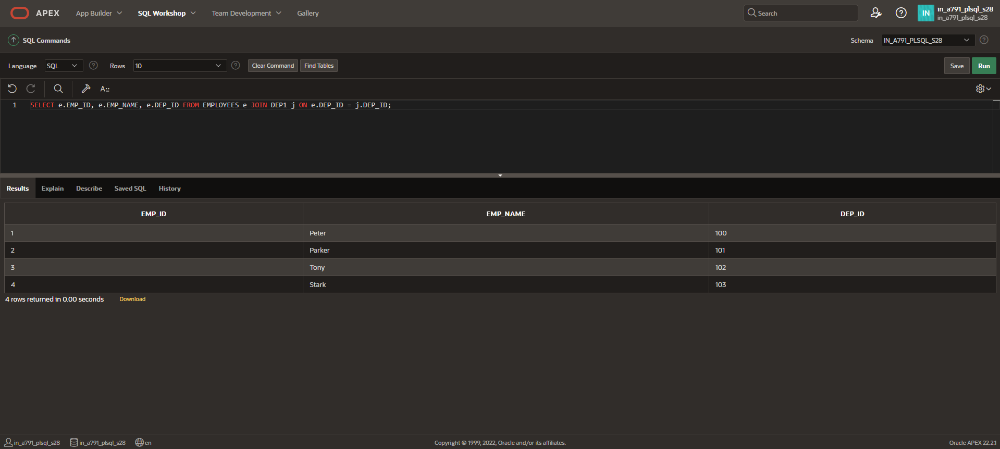 APEX App Builder SQL Workshop Team Development Gallery Search IN in_a791_plsql_s28
in_a791_plsql_s28
SQL Commands Schema IN_A791_PLSQL_S28
Language SQL Rows 10 Clear Command Find Tables Save Run
A::
1 SELECT e.EMP_ID, e.EMP_NAME, e.DEP_ID FROM EMPLOYEES e JOIN DEP1 j ON e.DEP_ID = j.DEP_ID;
Results Explain Describe Saved SQL History
EMP_ID EMP_NAME DEP_ID
1 Peter 100
2 Parker 101
3 Tony 102
4 Stark 103
4 rows returned in 0.00 seconds Download
in_a791_plsql_s28 in_a791_plsql_s28 en Copyright © 1999, 2022, Oracle and/or its affiliates. Oracle APEX 22.2.1